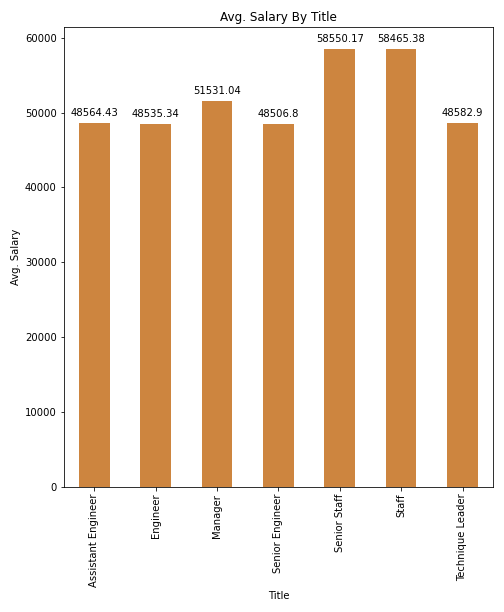 Avg. Salary By Title
60000
50000
40000
30000
20000
10000
0
Avg. Salary
48564.43
48535.34
51531.04
48506.8
58550.17
58465.38
48582.9
Assistant Engineer
Engineer
Manager
Senior Engineer
Senior Staff
Staff
Technique Leader
Title